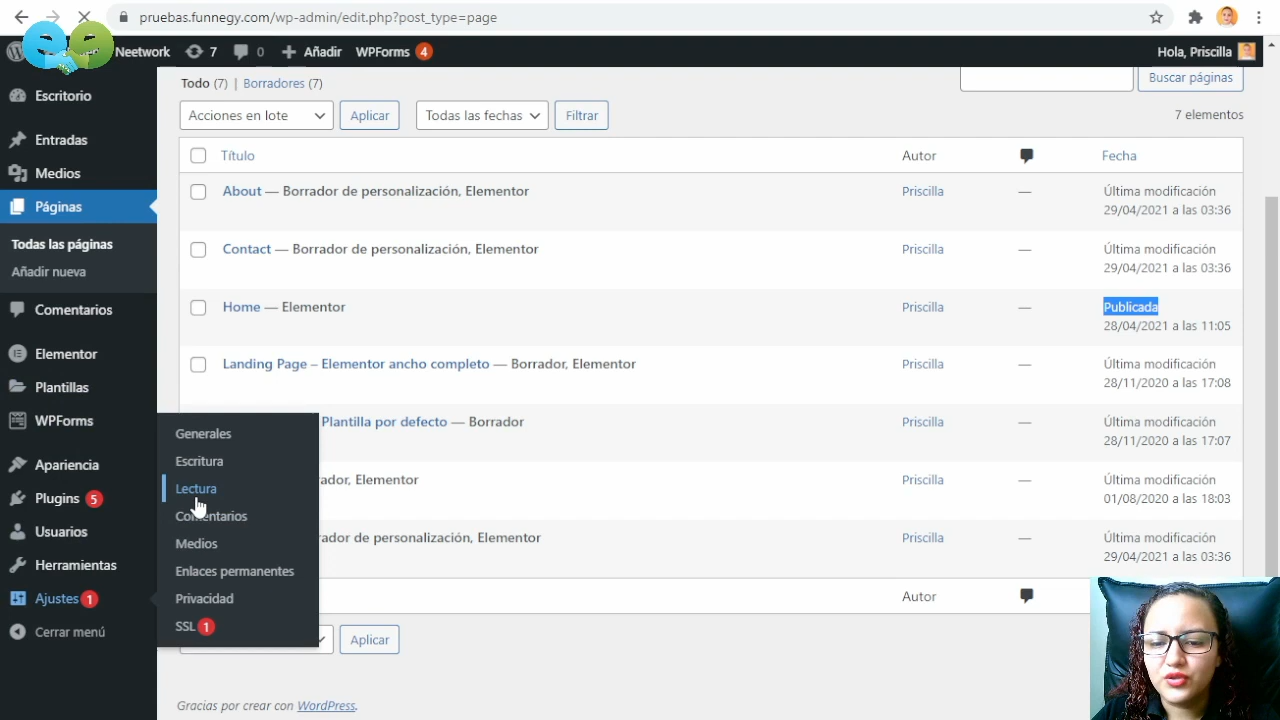 pruebas.funnegy.com/wp-admin/edit.php?post_type=page
Neetwork 7 0 Añadir WPForms 4 Hola, Priscilla
Escritorio
Entradas
Medios
Páginas
Todas las páginas
Añadir nueva
Comentarios
Elementor
Plantillas
WPForms
Apariencia
Plugins 5
Usuarios
Herramientas
Ajustes 1
Cerrar menú
Generales
Escritura
Lectura
Comentarios
Medios
Enlaces permanentes
Privacidad
SSL 1
Todo (7) | Borradores (7)
Buscar páginas
Acciones en lote Aplicar Todas las fechas Filtrar 7 elementos
Título Autor Fecha
About — Borrador de personalización, Elementor Priscilla — Última modificación
29/04/2021 a las 03:36
Contact — Borrador de personalización, Elementor Priscilla — Última modificación
29/04/2021 a las 03:36
Home — Elementor Priscilla — Publicada
28/04/2021 a las 11:05
Landing Page – Elementor ancho completo — Borrador, Elementor Priscilla — Última modificación
28/11/2020 a las 17:08
Plantilla por defecto — Borrador Priscilla — Última modificación
28/11/2020 a las 17:07
rador, Elementor Priscilla — Última modificación
01/08/2020 a las 18:03
rador de personalización, Elementor Priscilla — Última modificación
29/04/2021 a las 03:36
Autor
Aplicar
Gracias por crear con WordPress.